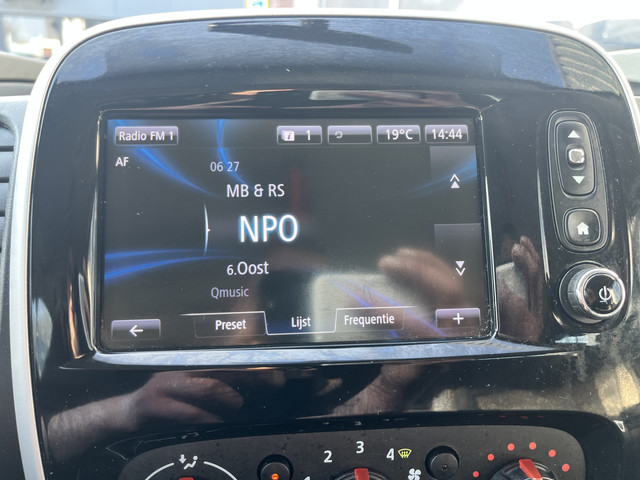 Radio FM 1
i 1
19°C
14:44
AF
06 27
MB & RS
NPO
6.Oost
Qmusic
Preset
Lijst
Frequentie
+
1 2 3 4